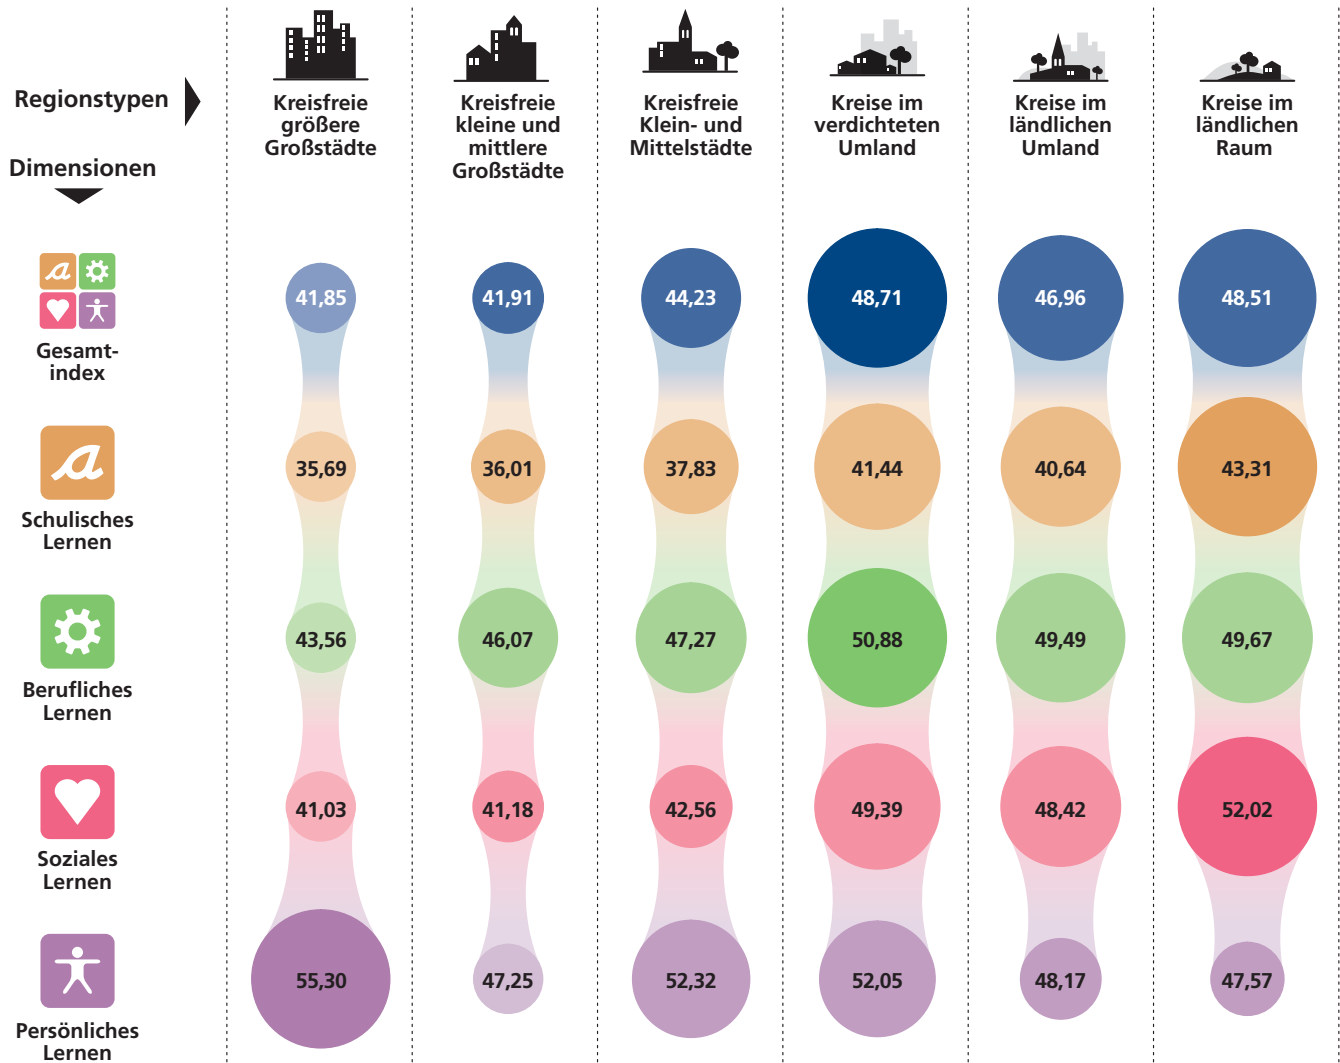 Regionstypen
Dimensionen
Kreisfreie
größere
Großstädte
Kreisfreie
kleine und
mittlere
Großstädte
Kreisfreie
Klein- und
Mittelstädte
Kreise im
verdichteten
Umland
Kreise im
ländlichen
Umland
Kreise im
ländlichen
Raum
Gesamt-
index
41,85 41,91 44,23 48,71 46,96 48,51
a
Schulisches
Lernen
35,69 36,01 37,83 41,44 40,64 43,31
Berufliches
Lernen
43,56 46,07 47,27 50,88 49,49 49,67
Soziales
Lernen
41,03 41,18 42,56 49,39 48,42 52,02
Persönliches
Lernen
55,30 47,25 52,32 52,05 48,17 47,57